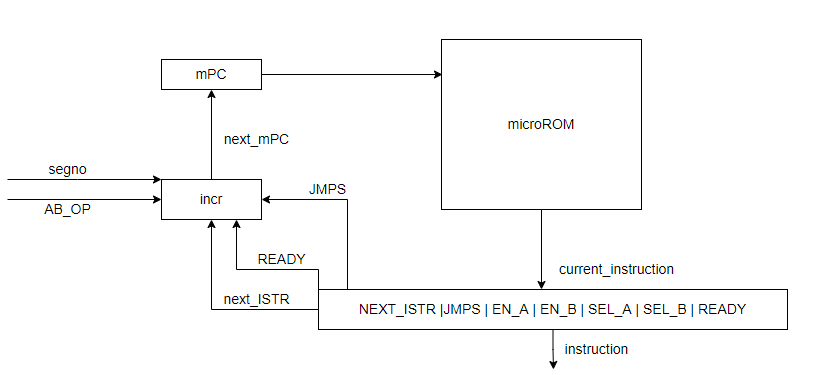 mPC
microROM
next_mPC
segno
JMPS
incr
AB_OP
READY
current_instruction
next_ISTR
NEXT_ISTR |JMPS | EN_A | EN_B | SEL_A | SEL_B | READY
instruction